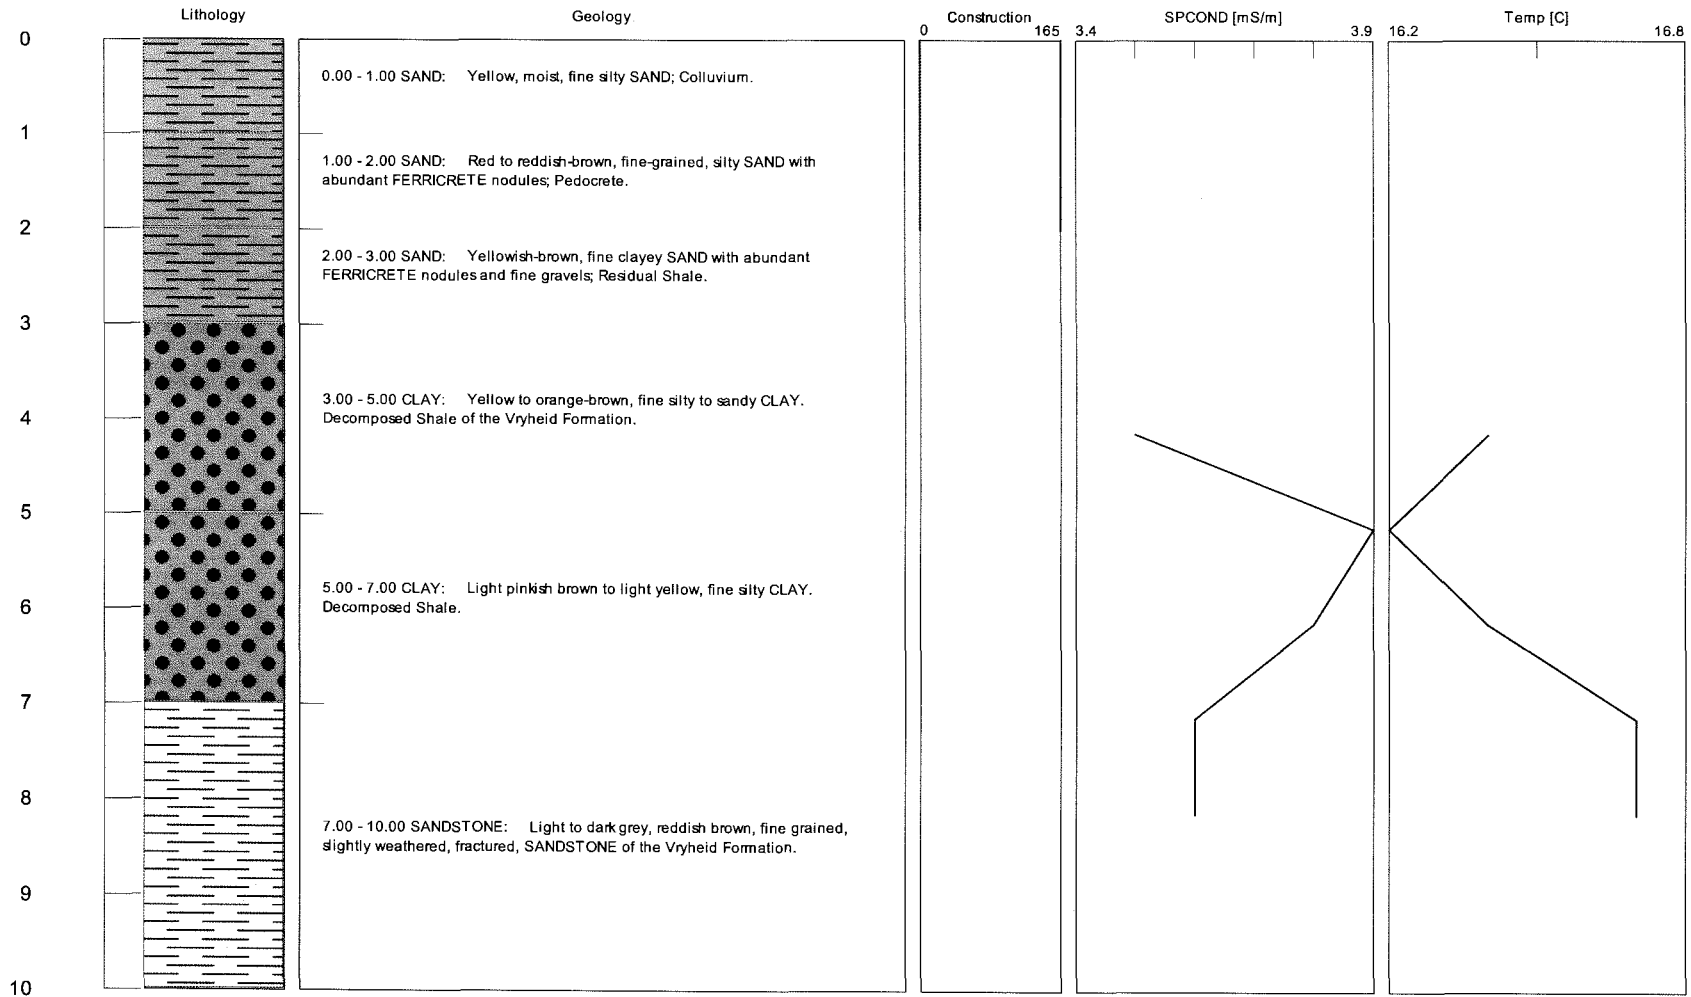 Lithology Geology Construction SPCOND [mS/m] Temp [C]
0 165 3.4 3.9 16.2 16.8
0
0.00 - 1.00 SAND: Yellow, moist, fine silty SAND; Colluvium.
1
1.00 - 2.00 SAND: Red to reddish-brown, fine-grained, silty SAND with
abundant FERRICRETE nodules; Pedocrete.
2
2.00 - 3.00 SAND: Yellowish-brown, fine clayey SAND with abundant
FERRICRETE nodules and fine gravels; Residual Shale.
3
3.00 - 5.00 CLAY: Yellow to orange-brown, fine silty to sandy CLAY.
4
Decomposed Shale of the Vryheid Formation.
5
5.00 - 7.00 CLAY: Light pinkish brown to light yellow, fine silty CLAY.
6
Decomposed Shale.
7
8
7.00 - 10.00 SANDSTONE: Light to dark grey, reddish brown, fine grained,
slightly weathered, fractured, SANDSTONE of the Vryheid Formation.
9
10